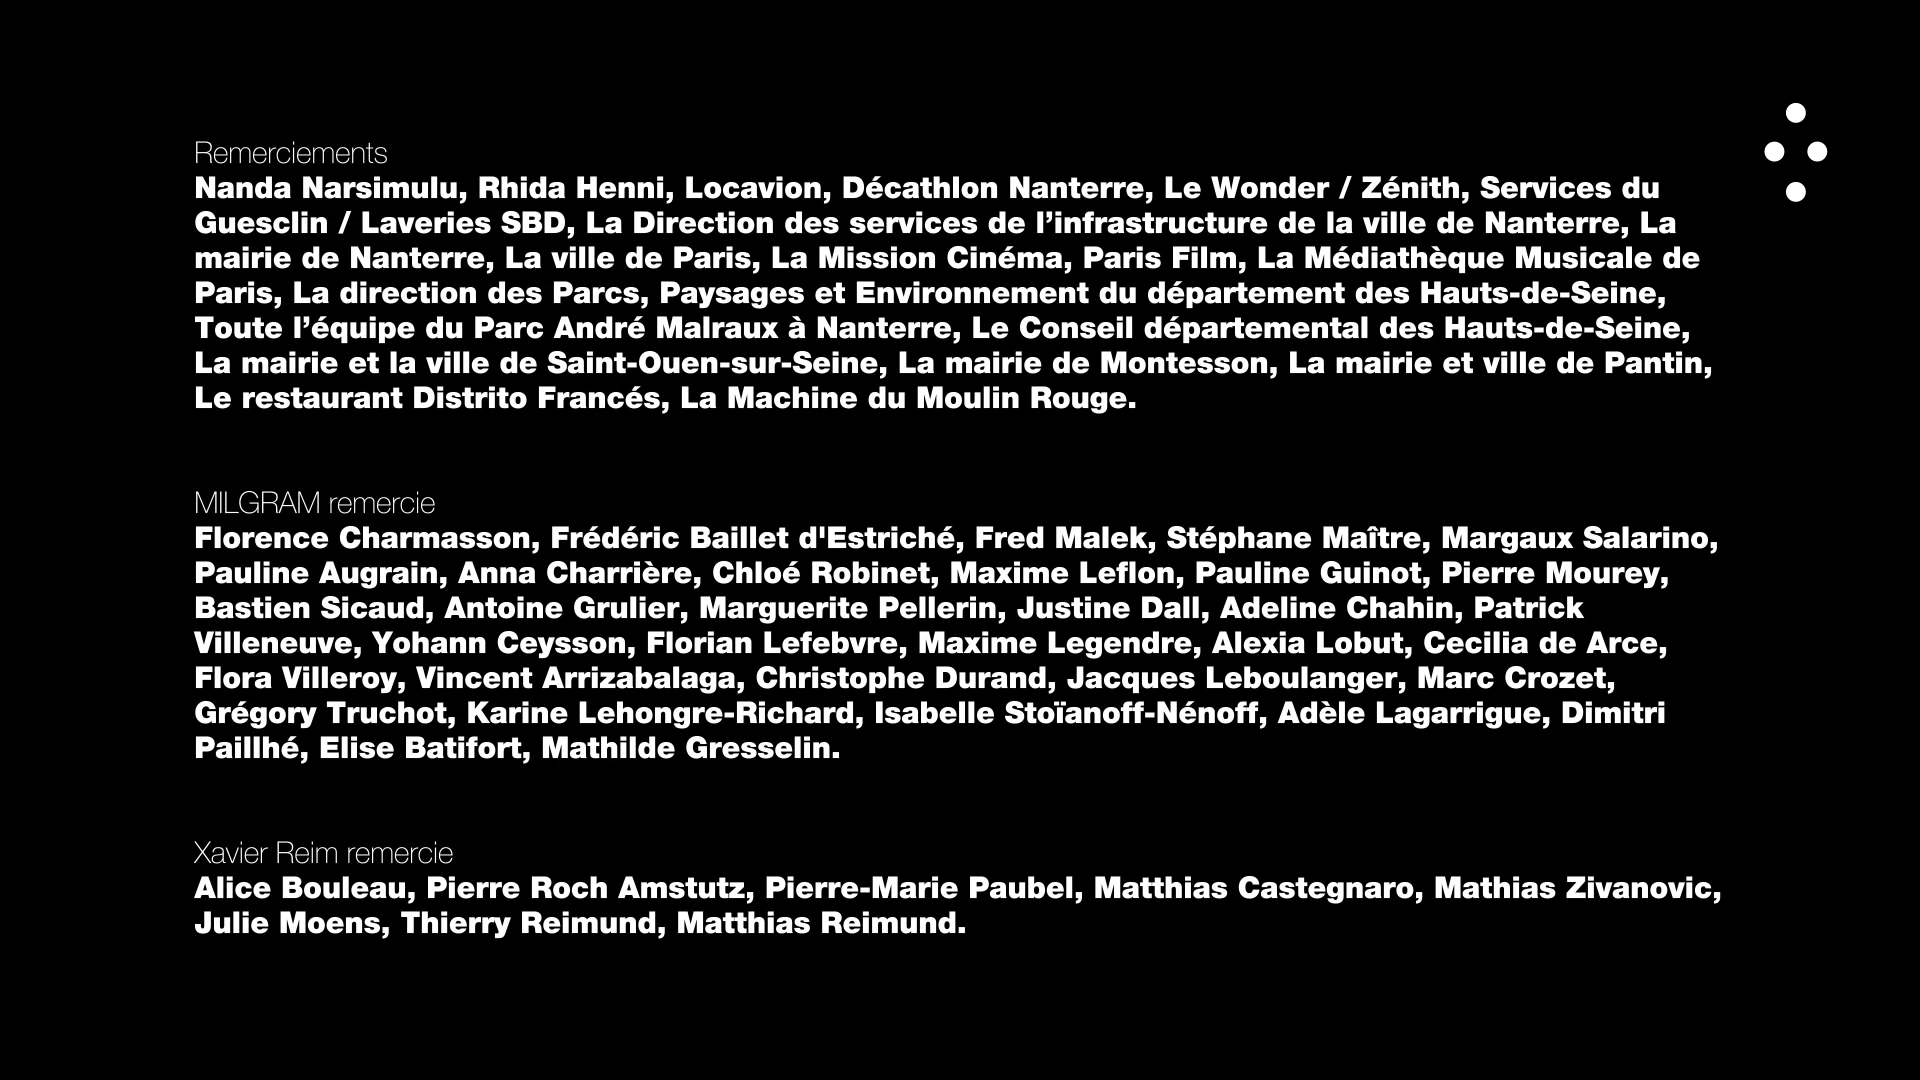 Remerciements
Nanda Narsimulu, Rhida Henni, Locavion, Décathlon Nanterre, Le Wonder / Zénith, Services du
Guesclin / Laveries SBD, La Direction des services de l’infrastructure de la ville de Nanterre, La
mairie de Nanterre, La ville de Paris, La Mission Cinéma, Paris Film, La Médiathèque Musicale de
Paris, La direction des Parcs, Paysages et Environnement du département des Hauts-de-Seine,
Toute l’équipe du Parc André Malraux à Nanterre, Le Conseil départemental des Hauts-de-Seine,
La mairie et la ville de Saint-Ouen-sur-Seine, La mairie de Montesson, La mairie et ville de Pantin,
Le restaurant Distrito Francés, La Machine du Moulin Rouge.
MILGRAM remercie
Florence Charmasson, Frédéric Baillet d'Estriché, Fred Malek, Stéphane Maître, Margaux Salarino,
Pauline Augrain, Anna Charrière, Chloé Robinet, Maxime Leflon, Pauline Guinot, Pierre Mourey,
Bastien Sicaud, Antoine Grulier, Marguerite Pellerin, Justine Dall, Adeline Chahin, Patrick
Villeneuve, Yohann Ceysson, Florian Lefebvre, Maxime Legendre, Alexia Lobut, Cecilia de Arce,
Flora Villeroy, Vincent Arrizabalaga, Christophe Durand, Jacques Leboulanger, Marc Crozet,
Grégory Truchot, Karine Lehongre-Richard, Isabelle Stoïanoff-Nénoff, Adèle Lagarrigue, Dimitri
Paillhé, Elise Batifort, Mathilde Gresselin.
Xavier Reim remercie
Alice Bouleau, Pierre Roch Amstutz, Pierre-Marie Paubel, Matthias Castegnaro, Mathias Zivanovic,
Julie Moens, Thierry Reimund, Matthias Reimund.